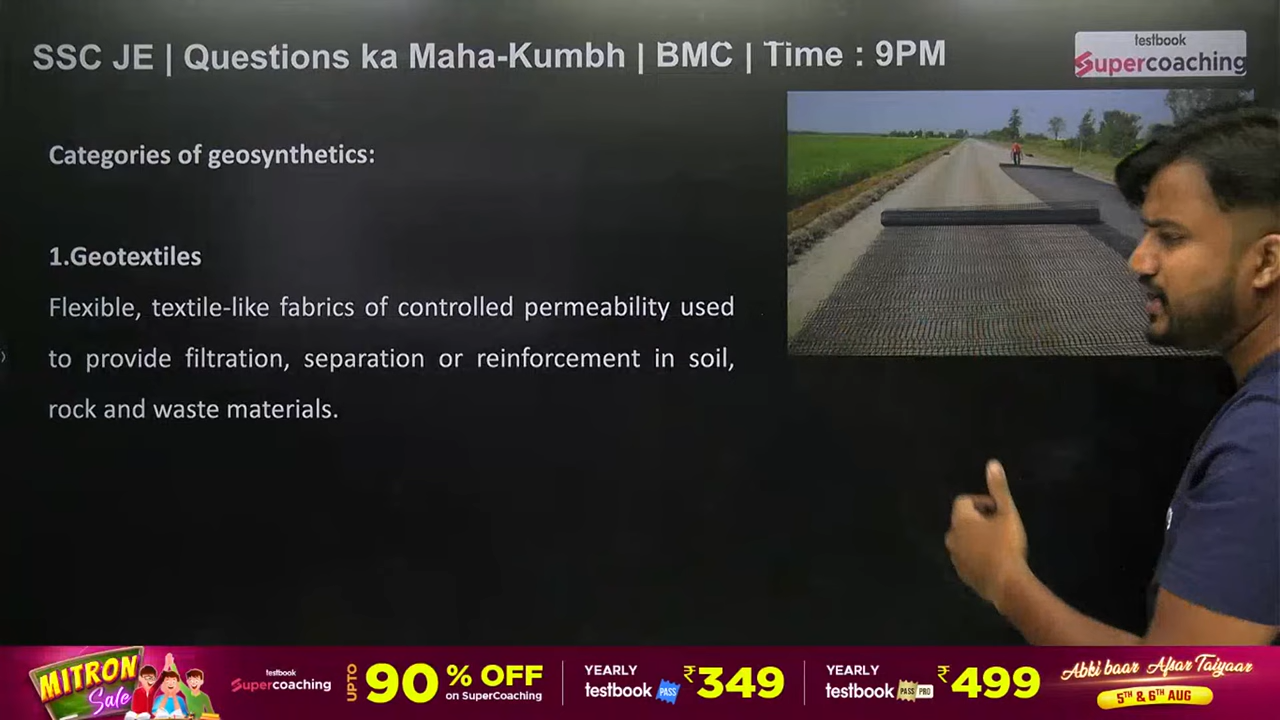 SSC JE | Questions ka Maha-Kumbh | BMC | Time : 9PM
testbook
Supercoaching
Categories of geosynthetics:
1.Geotextiles
Flexible, textile-like fabrics of controlled permeability used
to provide filtration, separation or reinforcement in soil,
rock and waste materials.
MITRON
Sale
testbook
Supercoaching
UPTO
90 % OFF
on SuperCoaching
YEARLY
testbook PASS
₹349
YEARLY
testbook PASS PRO
₹499
Abki baar Afsar Taiyaar
5TH & 6TH AUG